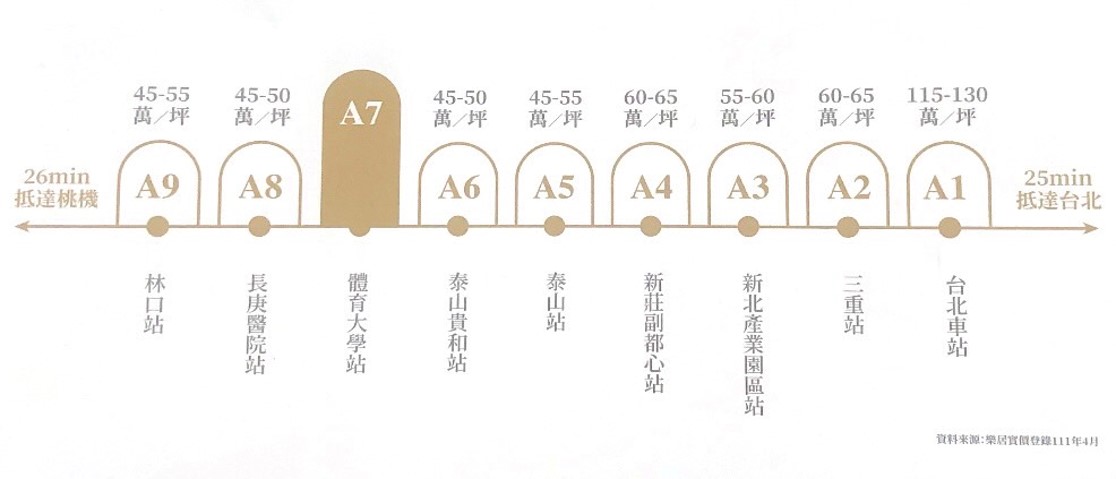 45-55
萬／坪
45-50
萬／坪
45-50
萬／坪
45-55
萬／坪
60-65
萬／坪
55-60
萬／坪
60-65
萬／坪
115-130
萬／坪
26min
抵達桃機
A9
A8
A7
A6
A5
A4
A3
A2
A1
25min
抵達台北
林口站
長庚醫院站
體育大學站
泰山貴和站
泰山站
新莊副都心站
新北產業園區站
三重站
台北車站
資料來源：樂居實價登錄111年4月